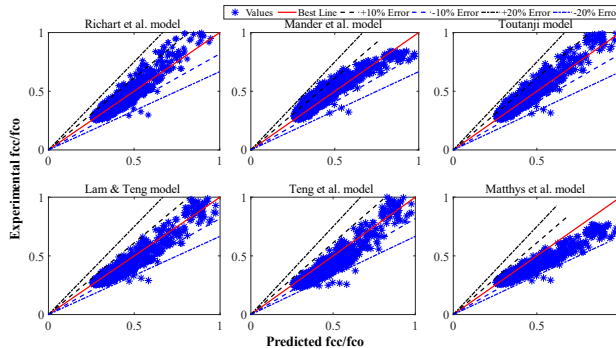 Values Best Line +10% Error -10% Error +20% Error -20% Error
Richart et al. model Mander et al. model Toutanji model
1 1 1
0.5 0.5 0.5
0 0 0
0 0.5 1 0 0.5 1 0 0.5
Experimental fcc/fco
Lam & Teng model Teng et al. model Matthys et al. model
1 1 1
0.5 0.5 0.5
0 0 0
0 0.5 1 0 0.5 1 0 0.5
Predicted fcc/fco